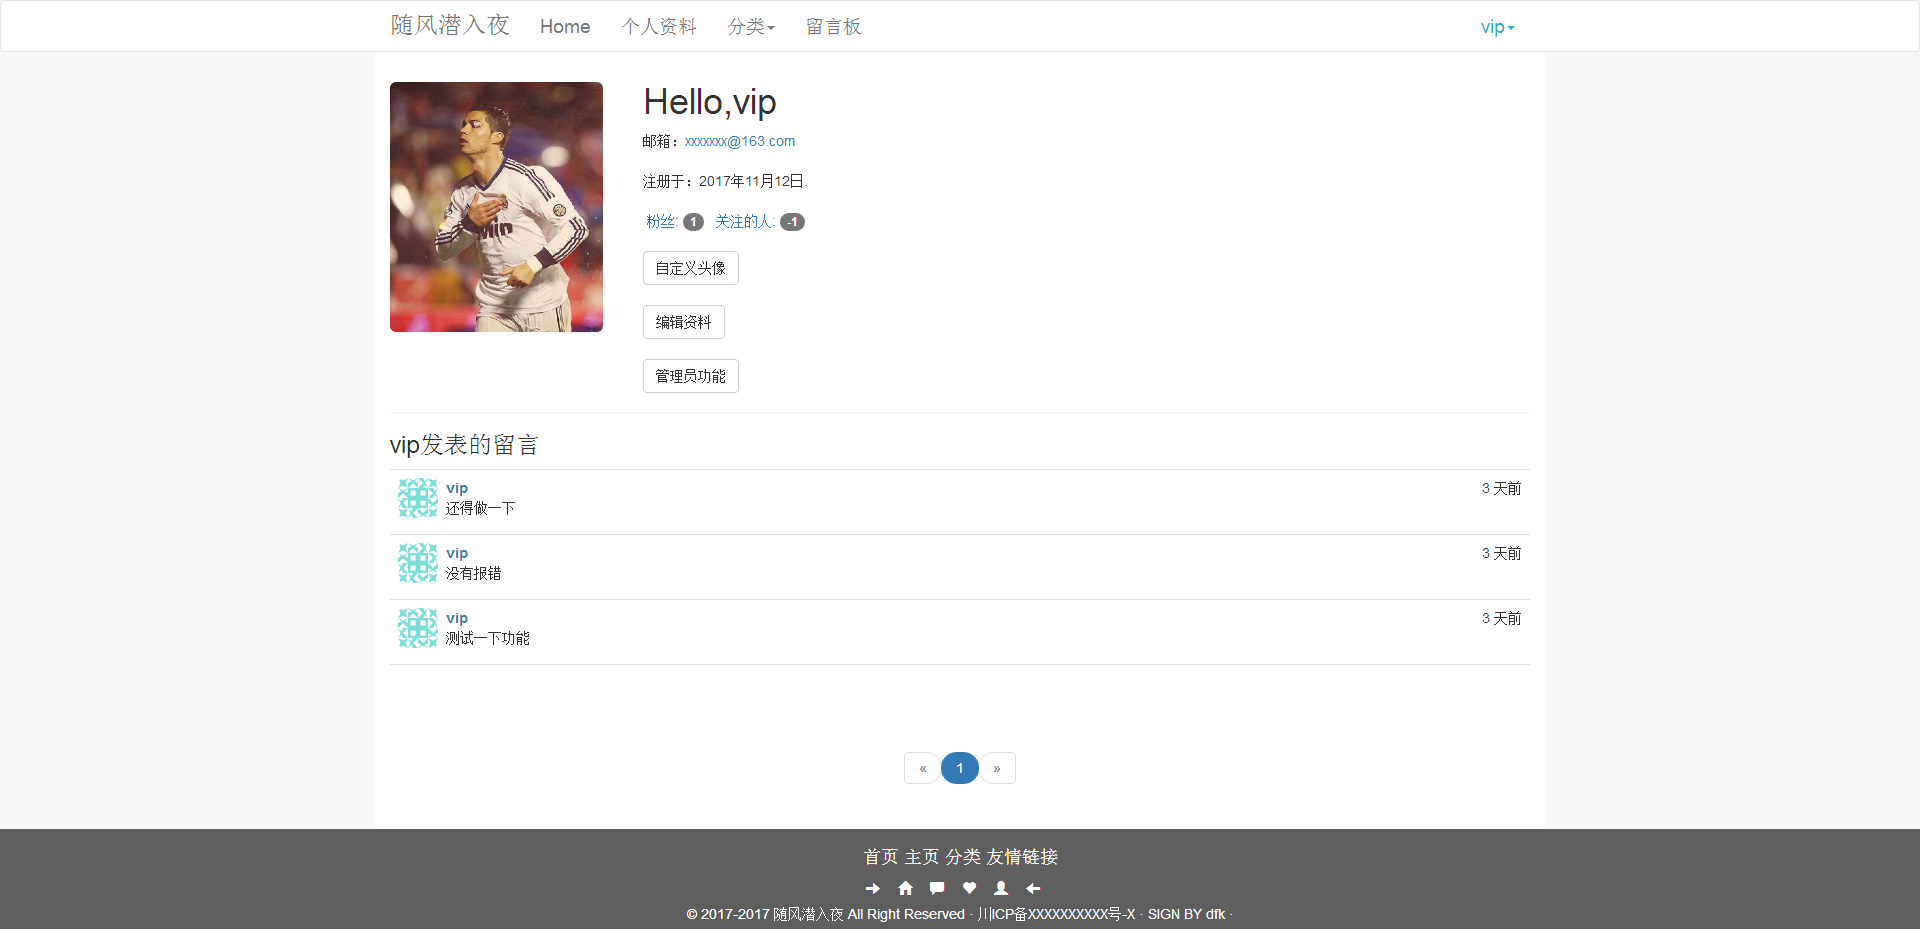 随风潜入夜 Home 个人资料 分类 留言板 vip
Hello,vip
邮箱：xxxxxxx@163.com
注册于：2017年11月12日.
粉丝: 1 关注的人: -1
自定义头像
编辑资料
管理员功能
vip发表的留言
vip 3 天前
还得做一下
vip 3 天前
没有报错
vip 3 天前
测试一下功能
« 1 »
首页 主页 分类 友情链接
© 2017-2017 随风潜入夜 All Right Reserved · 川ICP备XXXXXXXXXX号-X · SIGN BY dfk ·